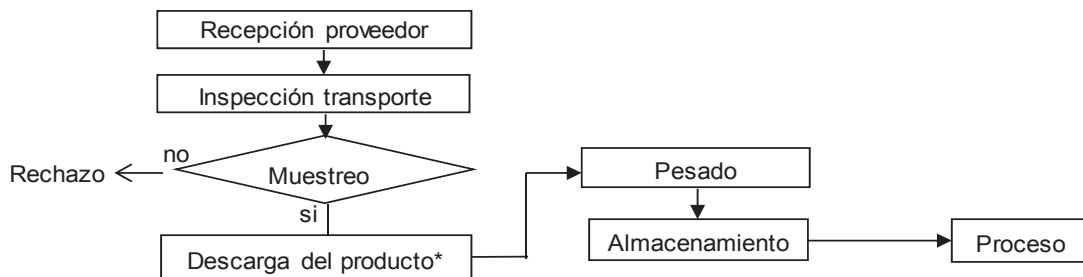 Recepción proveedor
Inspección transporte
no
Rechazo
Muestreo
si
Descarga del producto*
Pesado
Almacenamiento
Proceso